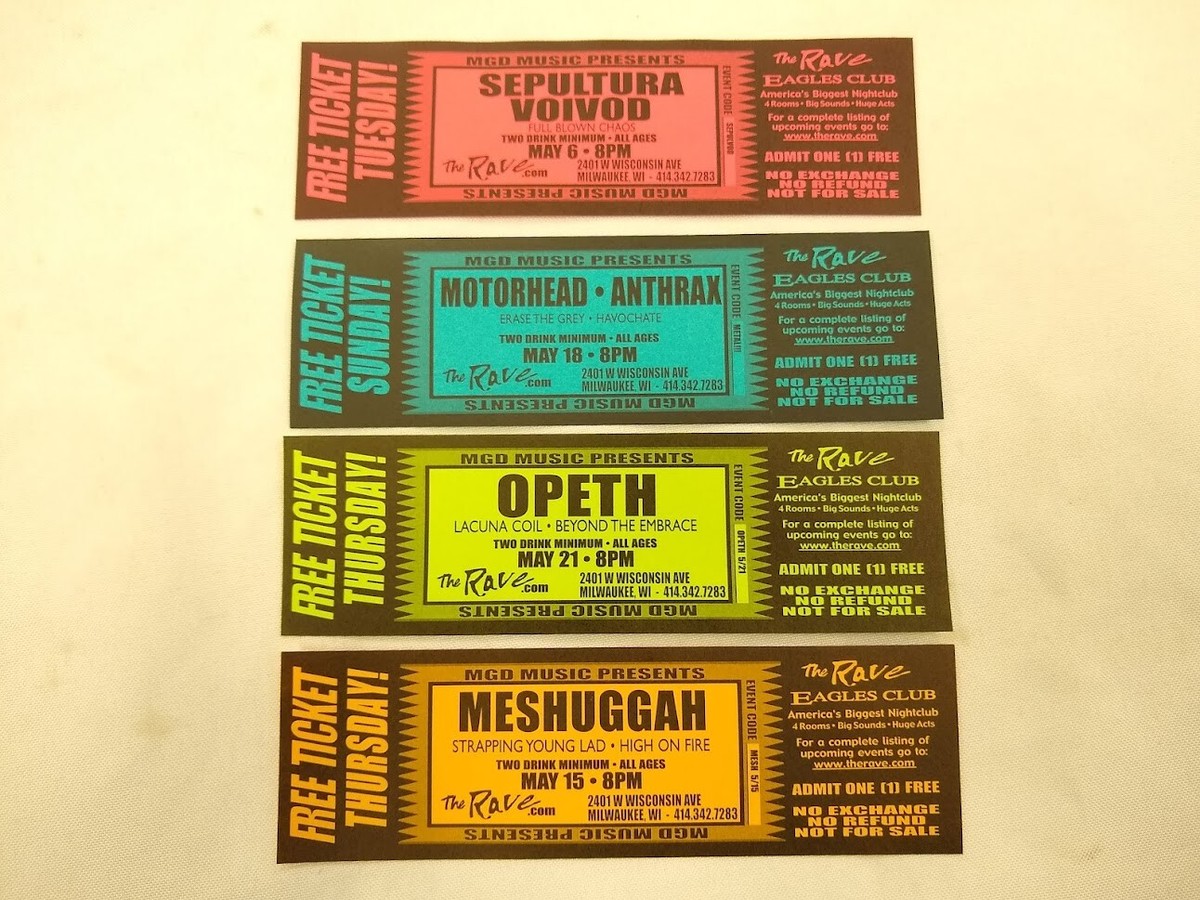 FREE TICKET
TUESDAY!
MGD MUSIC PRESENTS
SEPULTURA
VOIVOD
FULL BLOWN CHAOS
TWO DRINK MINIMUM • ALL AGES
MAY 6 • 8PM
The Rave.com
2401 W WISCONSIN AVE
MILWAUKEE, WI - 414.342.7283
MGD MUSIC PRESENTS
EVENT CODE SEPULVOD
The Rave
EAGLES CLUB
America's Biggest Nightclub
4 Rooms • Big Sounds • Huge Acts
For a complete listing of
upcoming events go to:
www.therave.com
ADMIT ONE (1) FREE
NO EXCHANGE
NO REFUND
NOT FOR SALE
FREE TICKET
SUNDAY!
MGD MUSIC PRESENTS
MOTORHEAD • ANTHRAX
ERASE THE GREY • HAVOCHATE
TWO DRINK MINIMUM • ALL AGES
MAY 18 • 8PM
The Rave.com
2401 W WISCONSIN AVE
MILWAUKEE, WI - 414.342.7283
MGD MUSIC PRESENTS
EVENT CODE METAL!!!
The Rave
EAGLES CLUB
America's Biggest Nightclub
4 Rooms • Big Sounds • Huge Acts
For a complete listing of
upcoming events go to:
www.therave.com
ADMIT ONE (1) FREE
NO EXCHANGE
NO REFUND
NOT FOR SALE
FREE TICKET
THURSDAY!
MGD MUSIC PRESENTS
OPETH
LACUNA COIL • BEYOND THE EMBRACE
TWO DRINK MINIMUM • ALL AGES
MAY 21 • 8PM
The Rave.com
2401 W WISCONSIN AVE
MILWAUKEE, WI - 414.342.7283
MGD MUSIC PRESENTS
EVENT CODE OPETH 5/21
The Rave
EAGLES CLUB
America's Biggest Nightclub
4 Rooms • Big Sounds • Huge Acts
For a complete listing of
upcoming events go to:
www.therave.com
ADMIT ONE (1) FREE
NO EXCHANGE
NO REFUND
NOT FOR SALE
FREE TICKET
THURSDAY!
MGD MUSIC PRESENTS
MESHUGGAH
STRAPPING YOUNG LAD • HIGH ON FIRE
TWO DRINK MINIMUM • ALL AGES
MAY 15 • 8PM
The Rave.com
2401 W WISCONSIN AVE
MILWAUKEE, WI - 414.342.7283
MGD MUSIC PRESENTS
EVENT CODE MESH 5/15
The Rave
EAGLES CLUB
America's Biggest Nightclub
4 Rooms • Big Sounds • Huge Acts
For a complete listing of
upcoming events go to:
www.therave.com
ADMIT ONE (1) FREE
NO EXCHANGE
NO REFUND
NOT FOR SALE